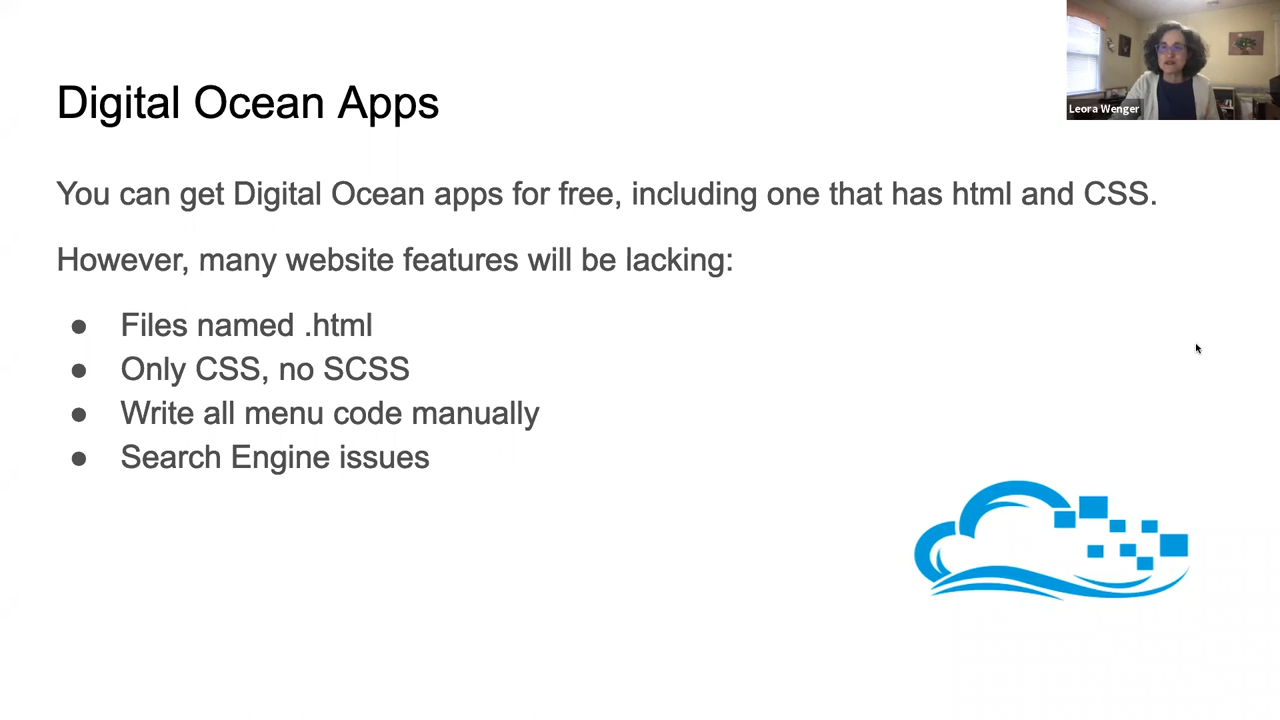 Digital Ocean Apps
Leora Wenger
You can get Digital Ocean apps for free, including one that has html and CSS.
However, many website features will be lacking:
● Files named .html
● Only CSS, no SCSS
● Write all menu code manually
● Search Engine issues